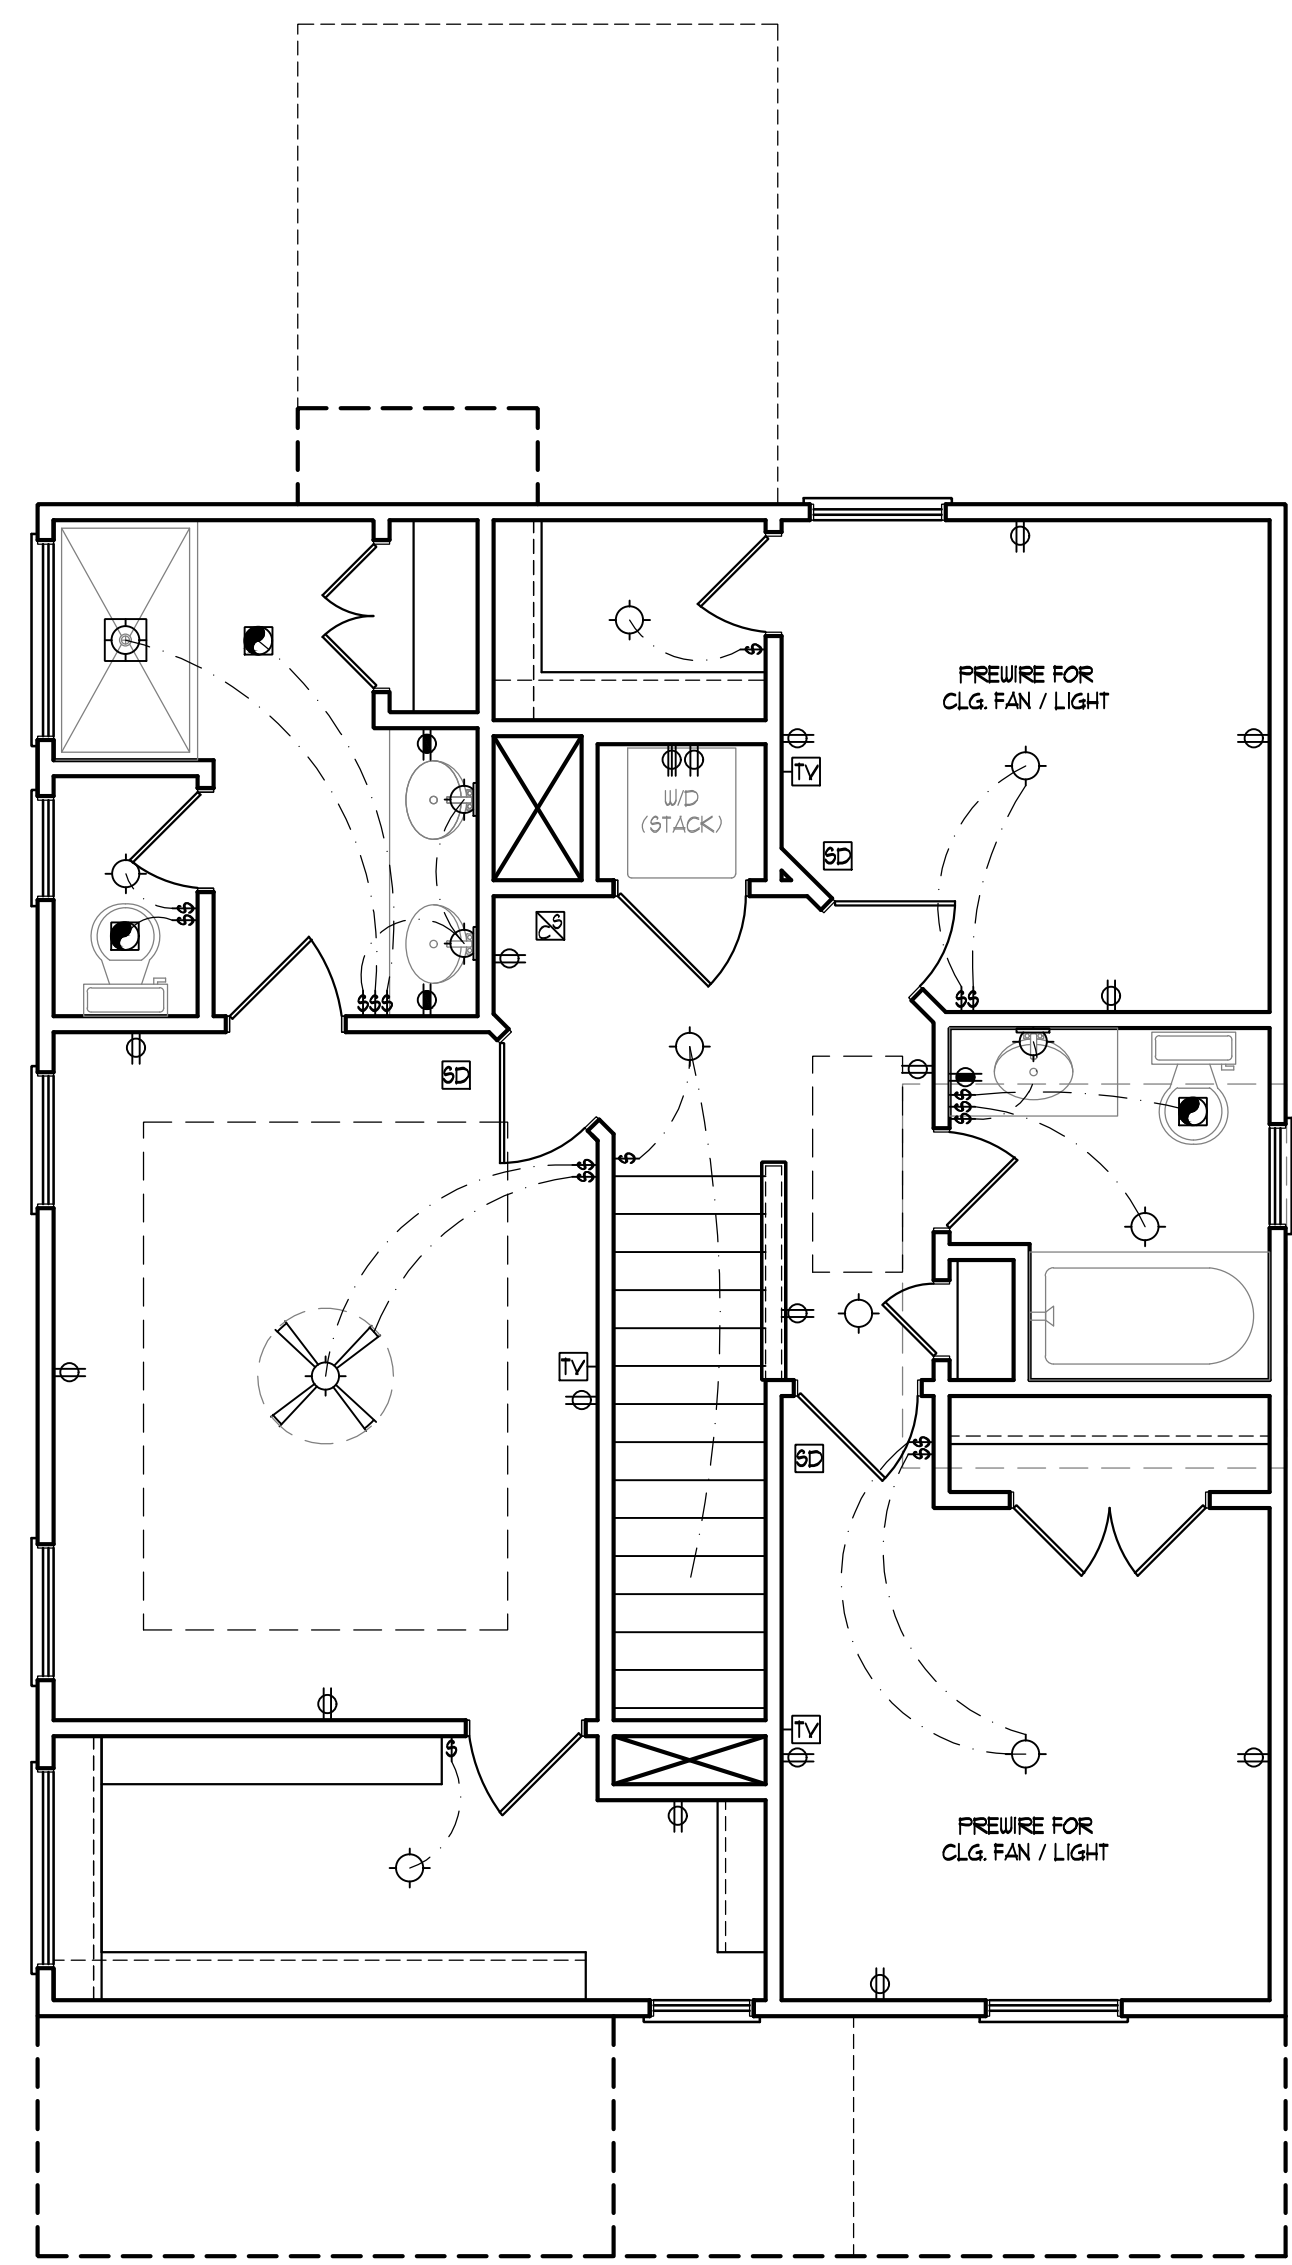 PREWIRE FOR
CLG. FAN / LIGHT
$
TV
W/D
(STACK)
SD
C/S
$$
$$$
$
$
$$
SD
$
$
$
$
$
$
TV
$
$
SD
TV
$
PREWIRE FOR
CLG. FAN / LIGHT